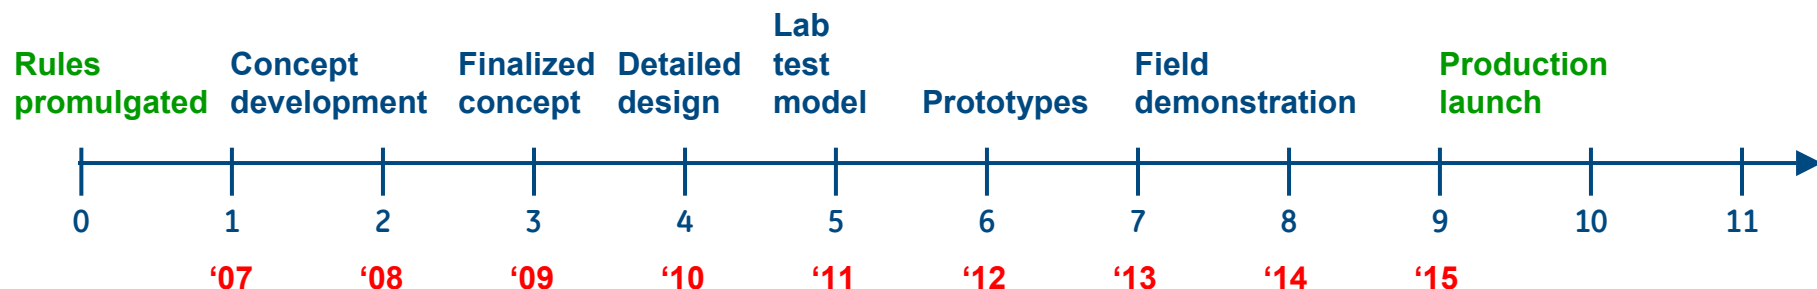 Rules
promulgated
Concept
development
Finalized
concept
Detailed
design
Lab
test
model
Prototypes
Field
demonstration
Production
launch
0 1 2 3 4 5 6 7 8 9 10 11
‘07 ‘08 ‘09 ‘10 ‘11 ‘12 ‘13 ‘14 ‘15